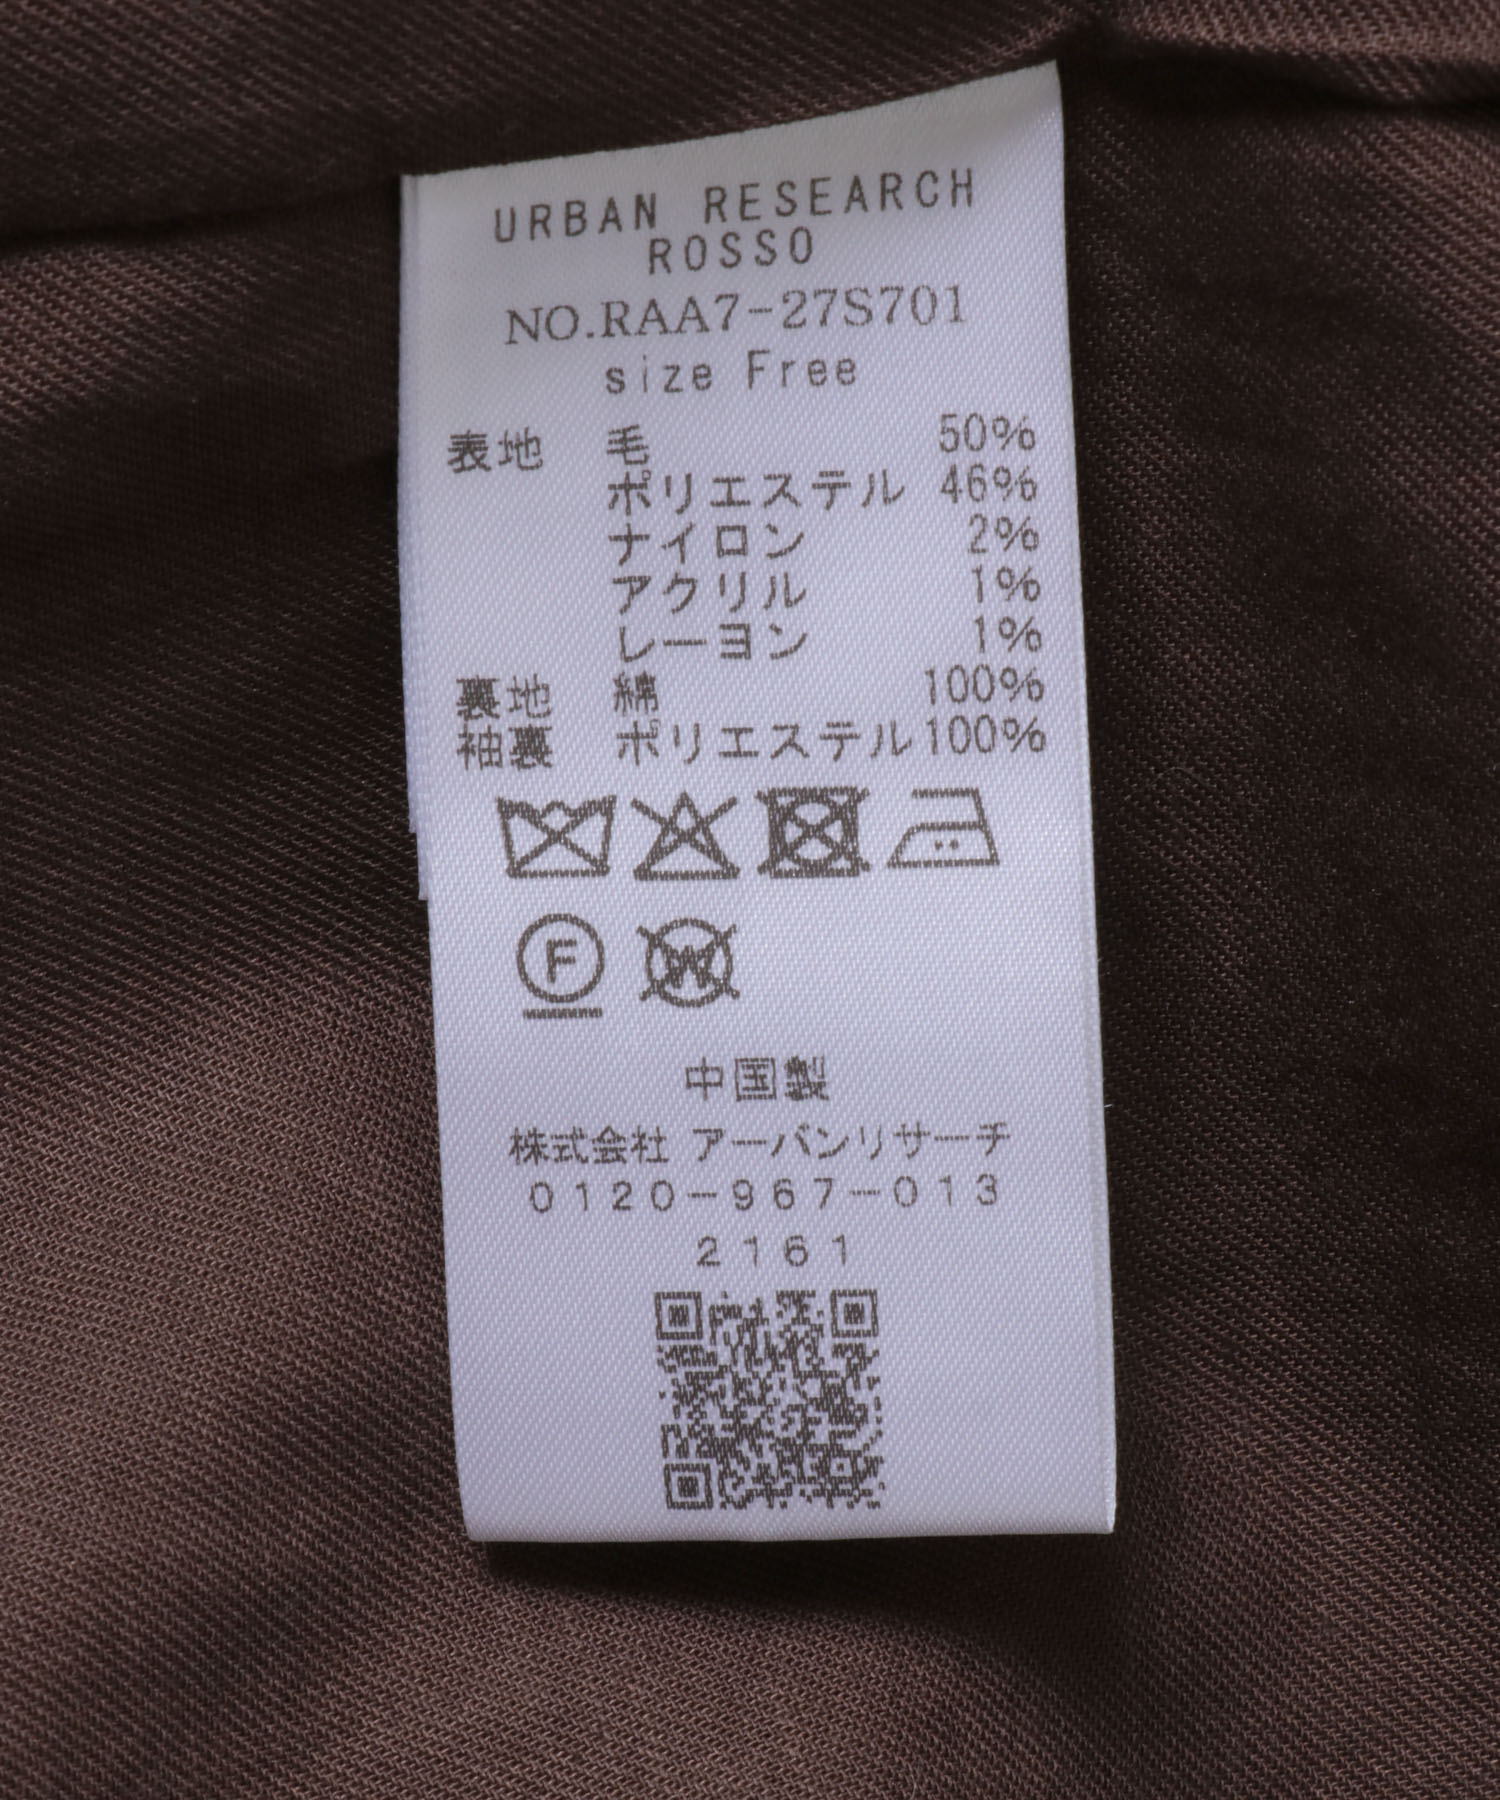 URBAN RESEARCH
ROSSO
NO.RAA7-27S701
size Free
表地 毛 50%
ポリエステル 46%
ナイロン 2%
アクリル 1%
レーヨン 1%
裏地 綿 100%
袖裏 ポリエステル 100%
F W
中国製
株式会社 アーバンリサーチ
0120-967-013
2161